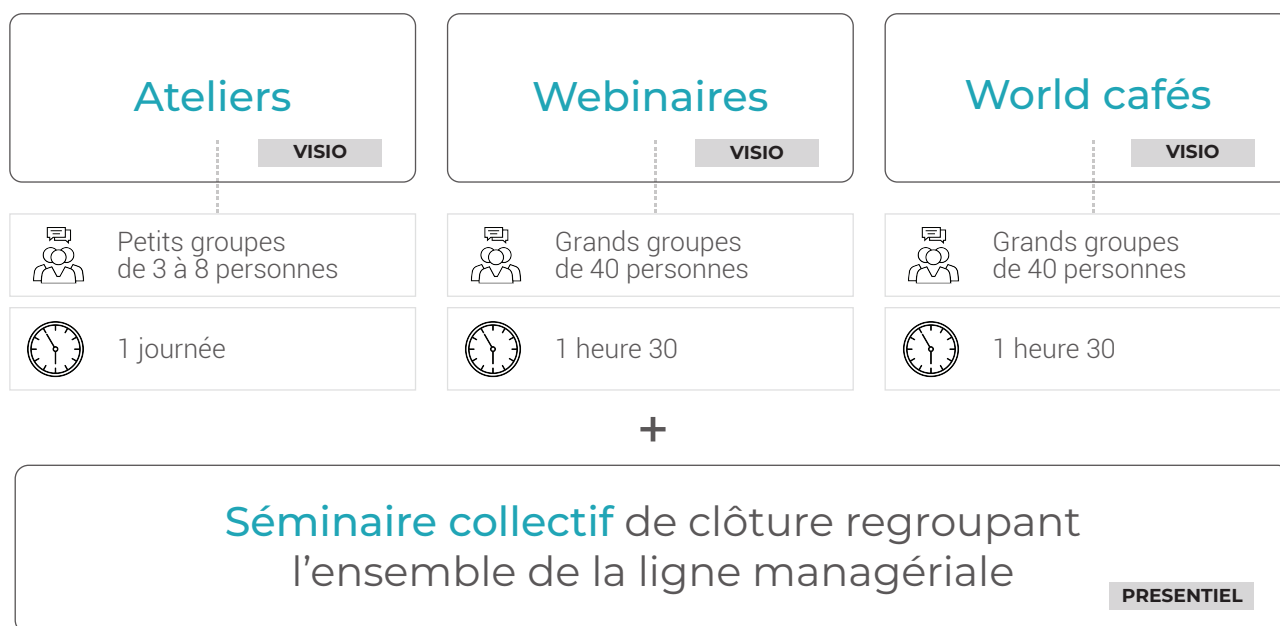 Ateliers
VISIO
Petits groupes
de 3 à 8 personnes
1 journée
Webinaires
VISIO
Grands groupes
de 40 personnes
1 heure 30
World cafés
VISIO
Grands groupes
de 40 personnes
1 heure 30
+
Séminaire collectif de clôture regroupant
l'ensemble de la ligne managériale
PRESENTIEL